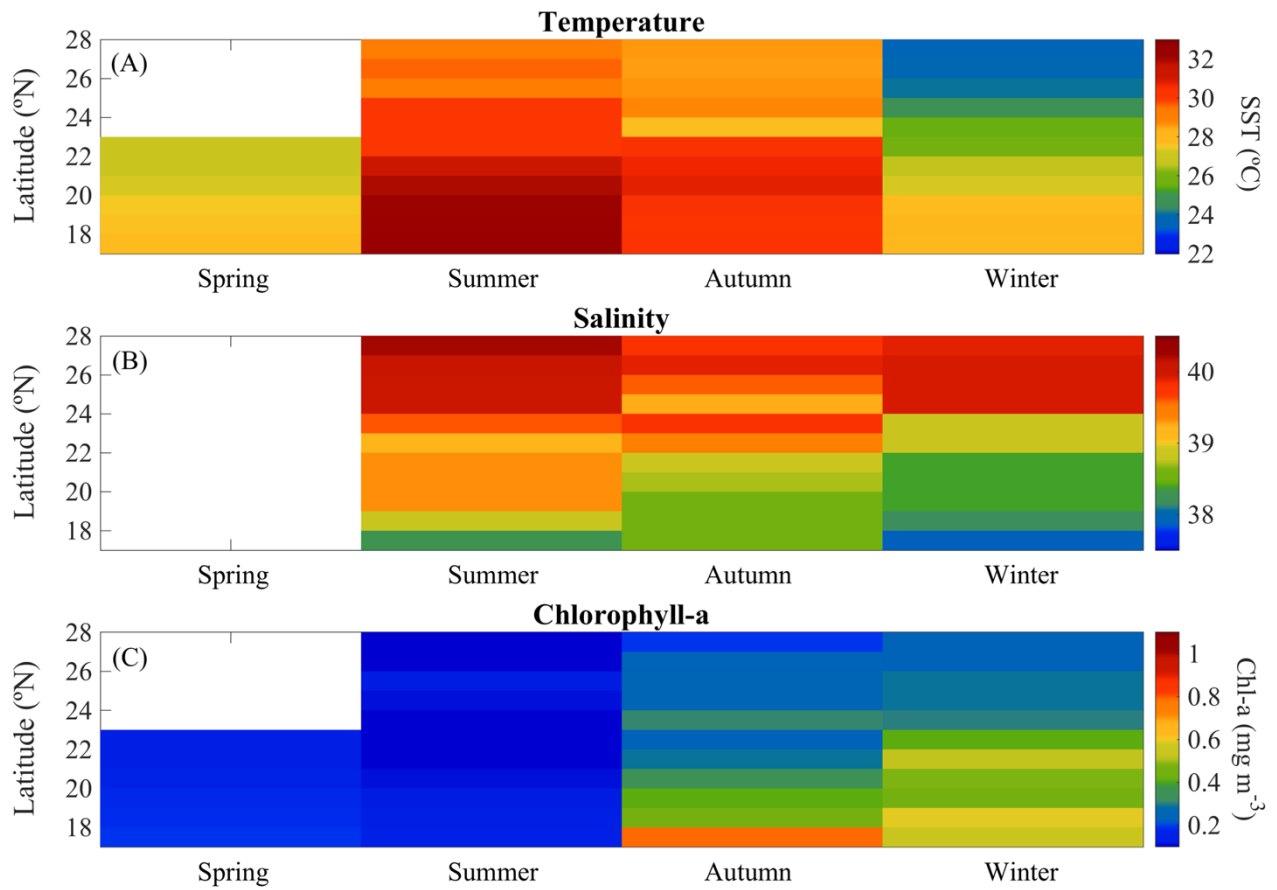 Temperature
(A)
28
26
24
22
20
18
Latitude (ºN)
Spring
Summer
Autumn
Winter
32
30
28
26
24
22
SST (ºC)
Salinity
(B)
28
26
24
22
20
18
Latitude (ºN)
Spring
Summer
Autumn
Winter
40
39
38
Chlorophyll-a
(C)
28
26
24
22
20
18
Latitude (ºN)
Spring
Summer
Autumn
Winter
1
0.8
0.6
0.4
0.2
Chl-a (mg m⁻³)